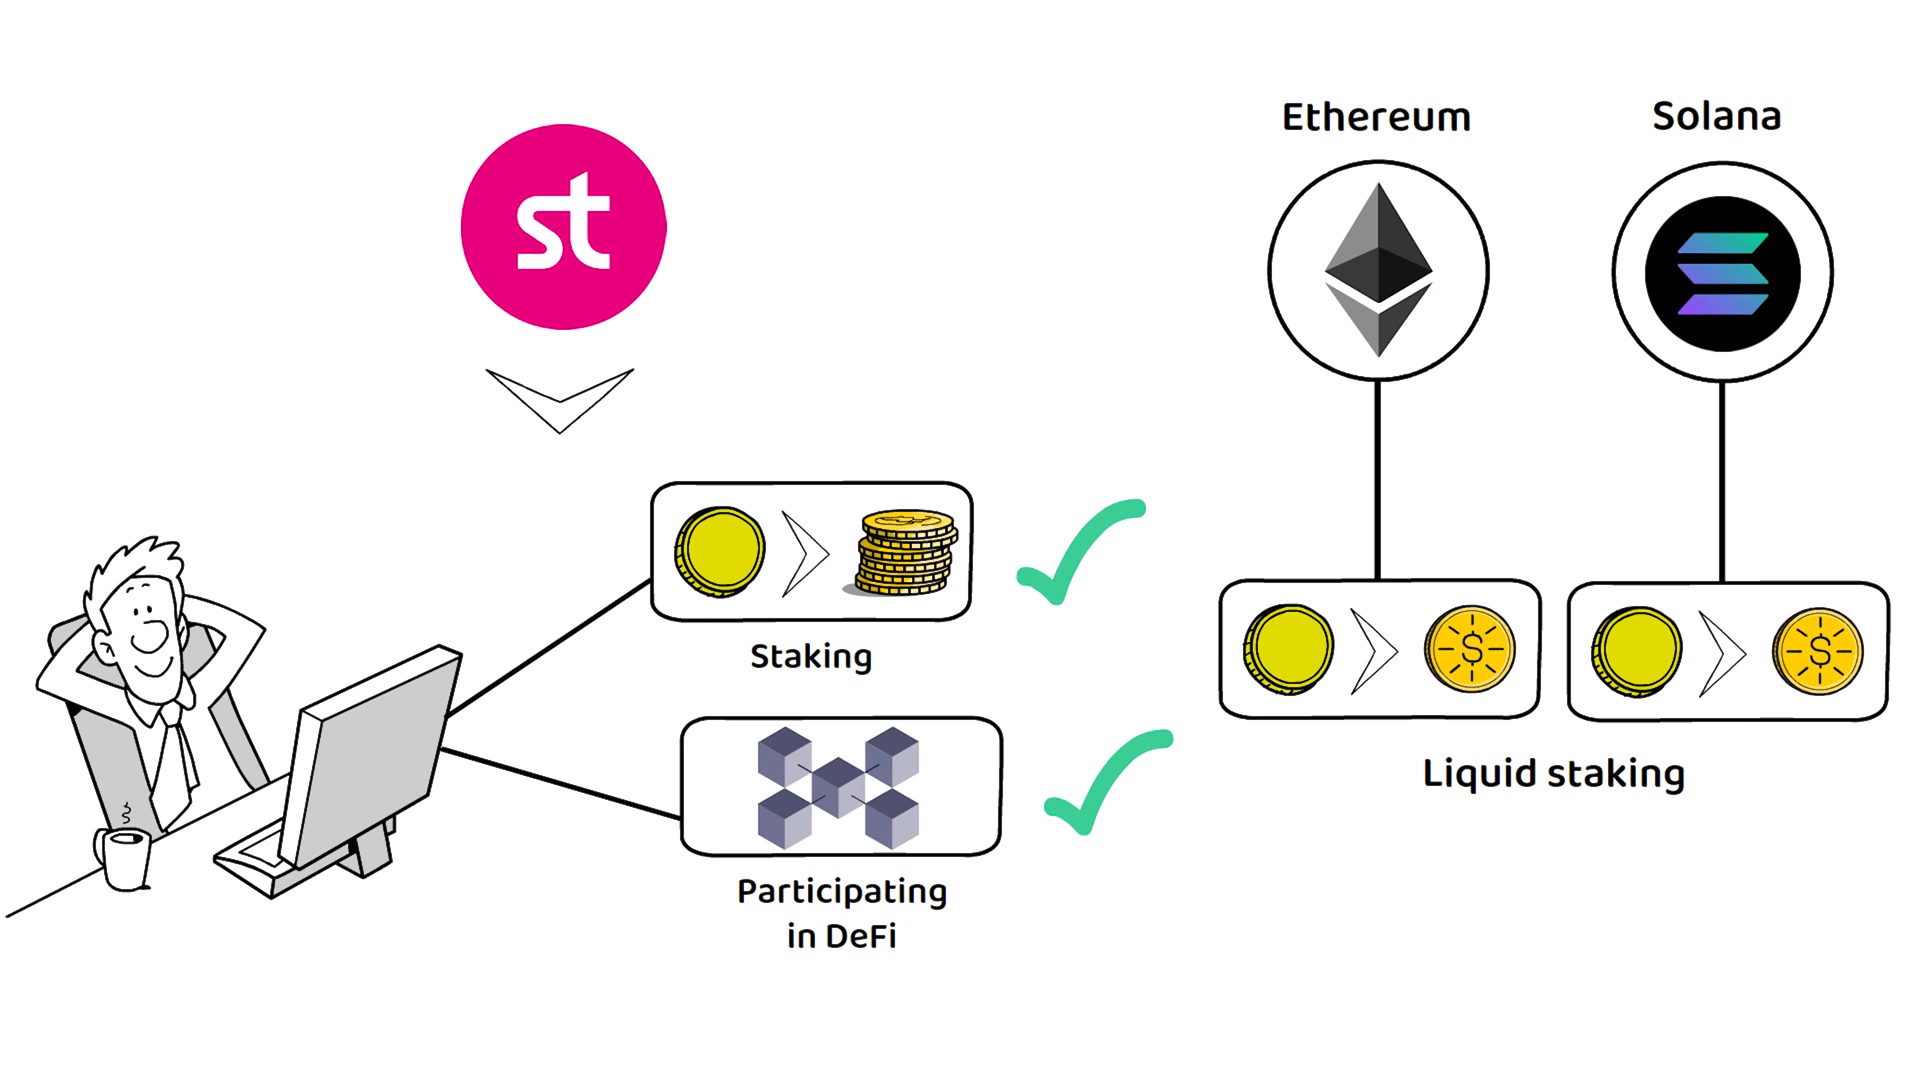 st
Staking
Participating
in DeFi
Ethereum
Solana
$
$
Liquid staking